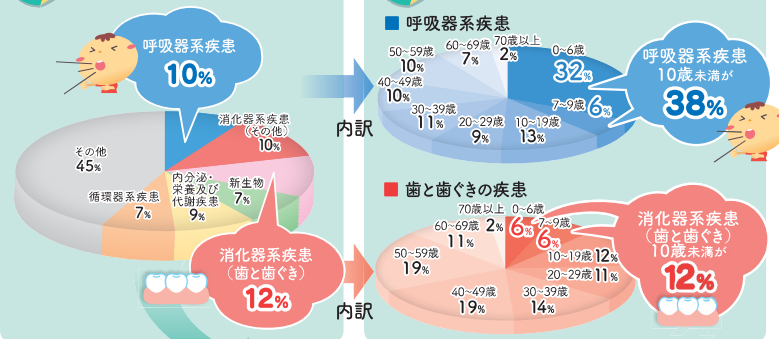 呼吸器系疾患
10%
消化器系疾患
(その他)
10%
その他
45%
循環器系疾患
7%
内分泌・
栄養及び
代謝疾患
9%
新生物
7%
消化器系疾患
(歯と歯ぐき)
12%
内訳
内訳
呼吸器系疾患
0~6歳
32%
7~9歳
6%
10~19歳
13%
20~29歳
9%
30~39歳
11%
40~49歳
10%
50~59歳
10%
60~69歳
7%
70歳以上
2%
呼吸器系疾患
10歳未満が
38%
歯と歯ぐきの疾患
0~6歳
6%
7~9歳
6%
10~19歳 12%
20~29歳 11%
30~39歳
14%
40~49歳
19%
50~59歳
19%
60~69歳
11%
70歳以上
2%
消化器系疾患
(歯と歯ぐき)
10歳未満が
12%